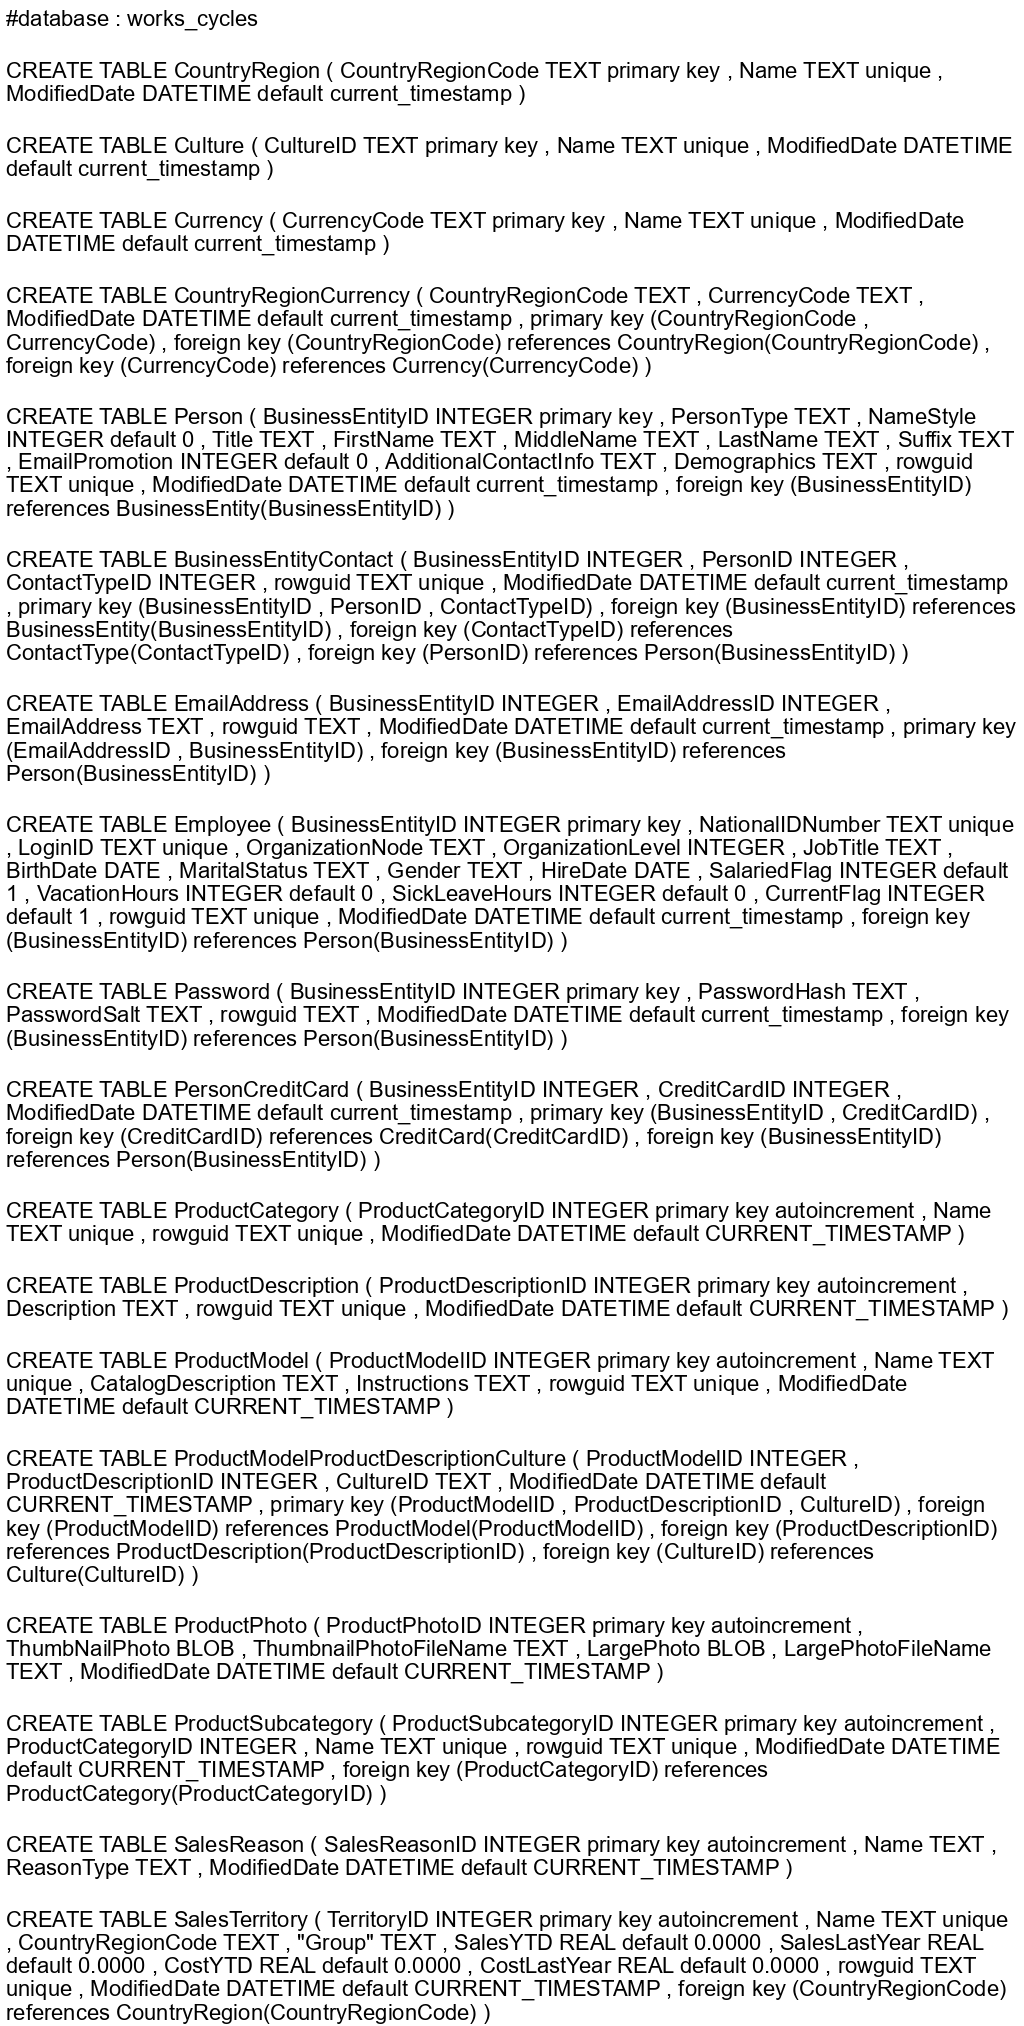 #database : works_cycles
CREATE TABLE CountryRegion ( CountryRegionCode TEXT primary key , Name TEXT unique ,
ModifiedDate DATETIME default current_timestamp )
CREATE TABLE Culture ( CultureID TEXT primary key , Name TEXT unique , ModifiedDate DATETIME
default current_timestamp )
CREATE TABLE Currency ( CurrencyCode TEXT primary key , Name TEXT unique , ModifiedDate
DATETIME default current_timestamp )
CREATE TABLE CountryRegionCurrency ( CountryRegionCode TEXT , CurrencyCode TEXT ,
ModifiedDate DATETIME default current_timestamp , primary key (CountryRegionCode ,
CurrencyCode) , foreign key (CountryRegionCode) references CountryRegion(CountryRegionCode) ,
foreign key (CurrencyCode) references Currency(CurrencyCode) )
CREATE TABLE Person ( BusinessEntityID INTEGER primary key , PersonType TEXT , NameStyle
INTEGER default 0 , Title TEXT , FirstName TEXT , MiddleName TEXT , LastName TEXT , Suffix TEXT
, EmailPromotion INTEGER default 0 , AdditionalContactInfo TEXT , Demographics TEXT , rowguid
TEXT unique , ModifiedDate DATETIME default current_timestamp , foreign key (BusinessEntityID)
references BusinessEntity(BusinessEntityID) )
CREATE TABLE BusinessEntityContact ( BusinessEntityID INTEGER , PersonID INTEGER ,
ContactTypeID INTEGER , rowguid TEXT unique , ModifiedDate DATETIME default current_timestamp
, primary key (BusinessEntityID , PersonID , ContactTypeID) , foreign key (BusinessEntityID) references
BusinessEntity(BusinessEntityID) , foreign key (ContactTypeID) references
ContactType(ContactTypeID) , foreign key (PersonID) references Person(BusinessEntityID) )
CREATE TABLE EmailAddress ( BusinessEntityID INTEGER , EmailAddressID INTEGER ,
EmailAddress TEXT , rowguid TEXT , ModifiedDate DATETIME default current_timestamp , primary key
(EmailAddressID , BusinessEntityID) , foreign key (BusinessEntityID) references
Person(BusinessEntityID) )
CREATE TABLE Employee ( BusinessEntityID INTEGER primary key , NationalIDNumber TEXT unique
, LoginID TEXT unique , OrganizationNode TEXT , OrganizationLevel INTEGER , JobTitle TEXT ,
BirthDate DATE , MaritalStatus TEXT , Gender TEXT , HireDate DATE , SalariedFlag INTEGER default
1 , VacationHours INTEGER default 0 , SickLeaveHours INTEGER default 0 , CurrentFlag INTEGER
default 1 , rowguid TEXT unique , ModifiedDate DATETIME default current_timestamp , foreign key
(BusinessEntityID) references Person(BusinessEntityID) )
CREATE TABLE Password ( BusinessEntityID INTEGER primary key , PasswordHash TEXT ,
PasswordSalt TEXT , rowguid TEXT , ModifiedDate DATETIME default current_timestamp , foreign key
(BusinessEntityID) references Person(BusinessEntityID) )
CREATE TABLE PersonCreditCard ( BusinessEntityID INTEGER , CreditCardID INTEGER ,
ModifiedDate DATETIME default current_timestamp , primary key (BusinessEntityID , CreditCardID) ,
foreign key (CreditCardID) references CreditCard(CreditCardID) , foreign key (BusinessEntityID)
references Person(BusinessEntityID) )
CREATE TABLE ProductCategory ( ProductCategoryID INTEGER primary key autoincrement , Name
TEXT unique , rowguid TEXT unique , ModifiedDate DATETIME default CURRENT_TIMESTAMP )
CREATE TABLE ProductDescription ( ProductDescriptionID INTEGER primary key autoincrement ,
Description TEXT , rowguid TEXT unique , ModifiedDate DATETIME default CURRENT_TIMESTAMP )
CREATE TABLE ProductModel ( ProductModelID INTEGER primary key autoincrement , Name TEXT
unique , CatalogDescription TEXT , Instructions TEXT , rowguid TEXT unique , ModifiedDate
DATETIME default CURRENT_TIMESTAMP )
CREATE TABLE ProductModelProductDescriptionCulture ( ProductModelID INTEGER ,
ProductDescriptionID INTEGER , CultureID TEXT , ModifiedDate DATETIME default
CURRENT_TIMESTAMP , primary key (ProductModelID , ProductDescriptionID , CultureID) , foreign
key (ProductModelID) references ProductModel(ProductModelID) , foreign key (ProductDescriptionID)
references ProductDescription(ProductDescriptionID) , foreign key (CultureID) references
Culture(CultureID) )
CREATE TABLE ProductPhoto ( ProductPhotoID INTEGER primary key autoincrement ,
ThumbNailPhoto BLOB , ThumbnailPhotoFileName TEXT , LargePhoto BLOB , LargePhotoFileName
TEXT , ModifiedDate DATETIME default CURRENT_TIMESTAMP )
CREATE TABLE ProductSubcategory ( ProductSubcategoryID INTEGER primary key autoincrement ,
ProductCategoryID INTEGER , Name TEXT unique , rowguid TEXT unique , ModifiedDate DATETIME
default CURRENT_TIMESTAMP , foreign key (ProductCategoryID) references
ProductCategory(ProductCategoryID) )
CREATE TABLE SalesReason ( SalesReasonID INTEGER primary key autoincrement , Name TEXT ,
ReasonType TEXT , ModifiedDate DATETIME default CURRENT_TIMESTAMP )
CREATE TABLE SalesTerritory ( TerritoryID INTEGER primary key autoincrement , Name TEXT unique
, CountryRegionCode TEXT , "Group" TEXT , SalesYTD REAL default 0.0000 , SalesLastYear REAL
default 0.0000 , CostYTD REAL default 0.0000 , CostLastYear REAL default 0.0000 , rowguid TEXT
unique , ModifiedDate DATETIME default CURRENT_TIMESTAMP , foreign key (CountryRegionCode)
references CountryRegion(CountryRegionCode) )